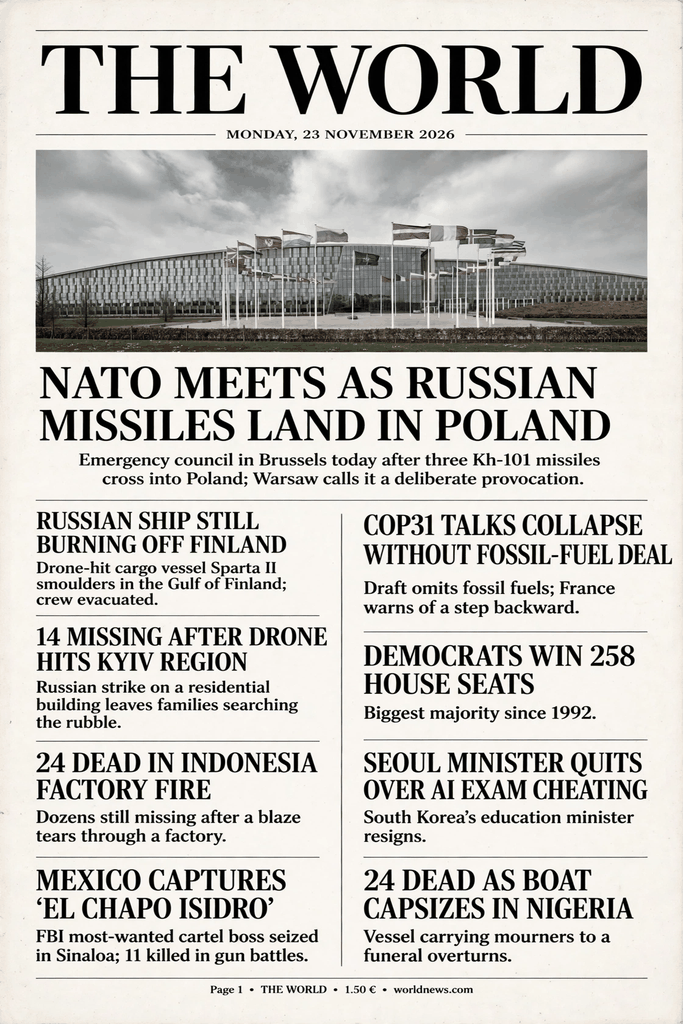 THE WORLD
MONDAY, 23 NOVEMBER 2026
NATO MEETS AS RUSSIAN
MISSILES LAND IN POLAND
Emergency council in Brussels today after three Kh-101 missiles
cross into Poland; Warsaw calls it a deliberate provocation.
RUSSIAN SHIP STILL
BURNING OFF FINLAND
Drone-hit cargo vessel Sparta II
smoulders in the Gulf of Finland;
crew evacuated.
14 MISSING AFTER DRONE
HITS KYIV REGION
Russian strike on a residential
building leaves families searching
the rubble.
24 DEAD IN INDONESIA
FACTORY FIRE
Dozens still missing after a blaze
tears through a factory.
MEXICO CAPTURES
‘EL CHAPO ISIDRO’
FBI most-wanted cartel boss seized
in Sinaloa; 11 killed in gun battles.
COP31 TALKS COLLAPSE
WITHOUT FOSSIL-FUEL DEAL
Draft omits fossil fuels; France
warns of a step backward.
DEMOCRATS WIN 258
HOUSE SEATS
Biggest majority since 1992.
SEOUL MINISTER QUITS
OVER AI EXAM CHEATING
South Korea’s education minister
resigns.
24 DEAD AS BOAT
CAPSIZES IN NIGERIA
Vessel carrying mourners to a
funeral overturns.
Page 1 • THE WORLD • 1.50 € • worldnews.com